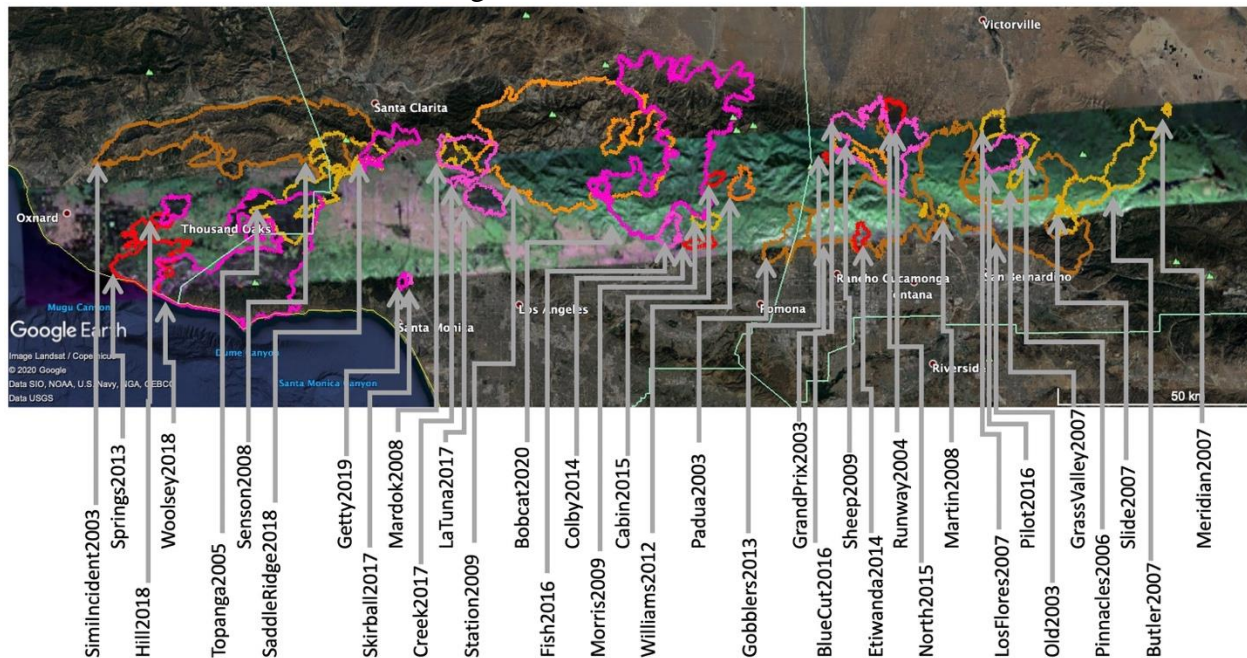 Victorville
Santa Clarita
Oxnard
Thousand Oaks
Rancho Cucamonga
San Bernardino
entana
Los Angeles
Pomona
Mugu Canyon
Santa Monica
Google Earth
Dume Canyon
Riverside
Image Landsat / Copernicus
© 2020 Google
Santa Monica Canyon
Data SIO, NOAA, U.S. Navy, NGA, GEBCO
Data USGS
50 km
SimiIncident2003
Springs2013
Hill2018
Woolsey2018
Topanga2005
Senson2008
SaddleRidge2018
Getty2019
Skirball2017
Mardok2008
Creek2017
LaTuna2017
Station2009
Bobcat2020
Fish2016
Colby2014
Morris2009
Cabin2015
Williams2012
Padua2003
Gobblers2013
GrandPrix2003
BlueCut2016
Sheep2009
Etiwanda2014
Runway2004
North2015
Martin2008
LosFlores2007
Pilot2016
Old2003
GrassValley2007
Pinnacles2006
Slide2007
Butler2007
Meridian2007